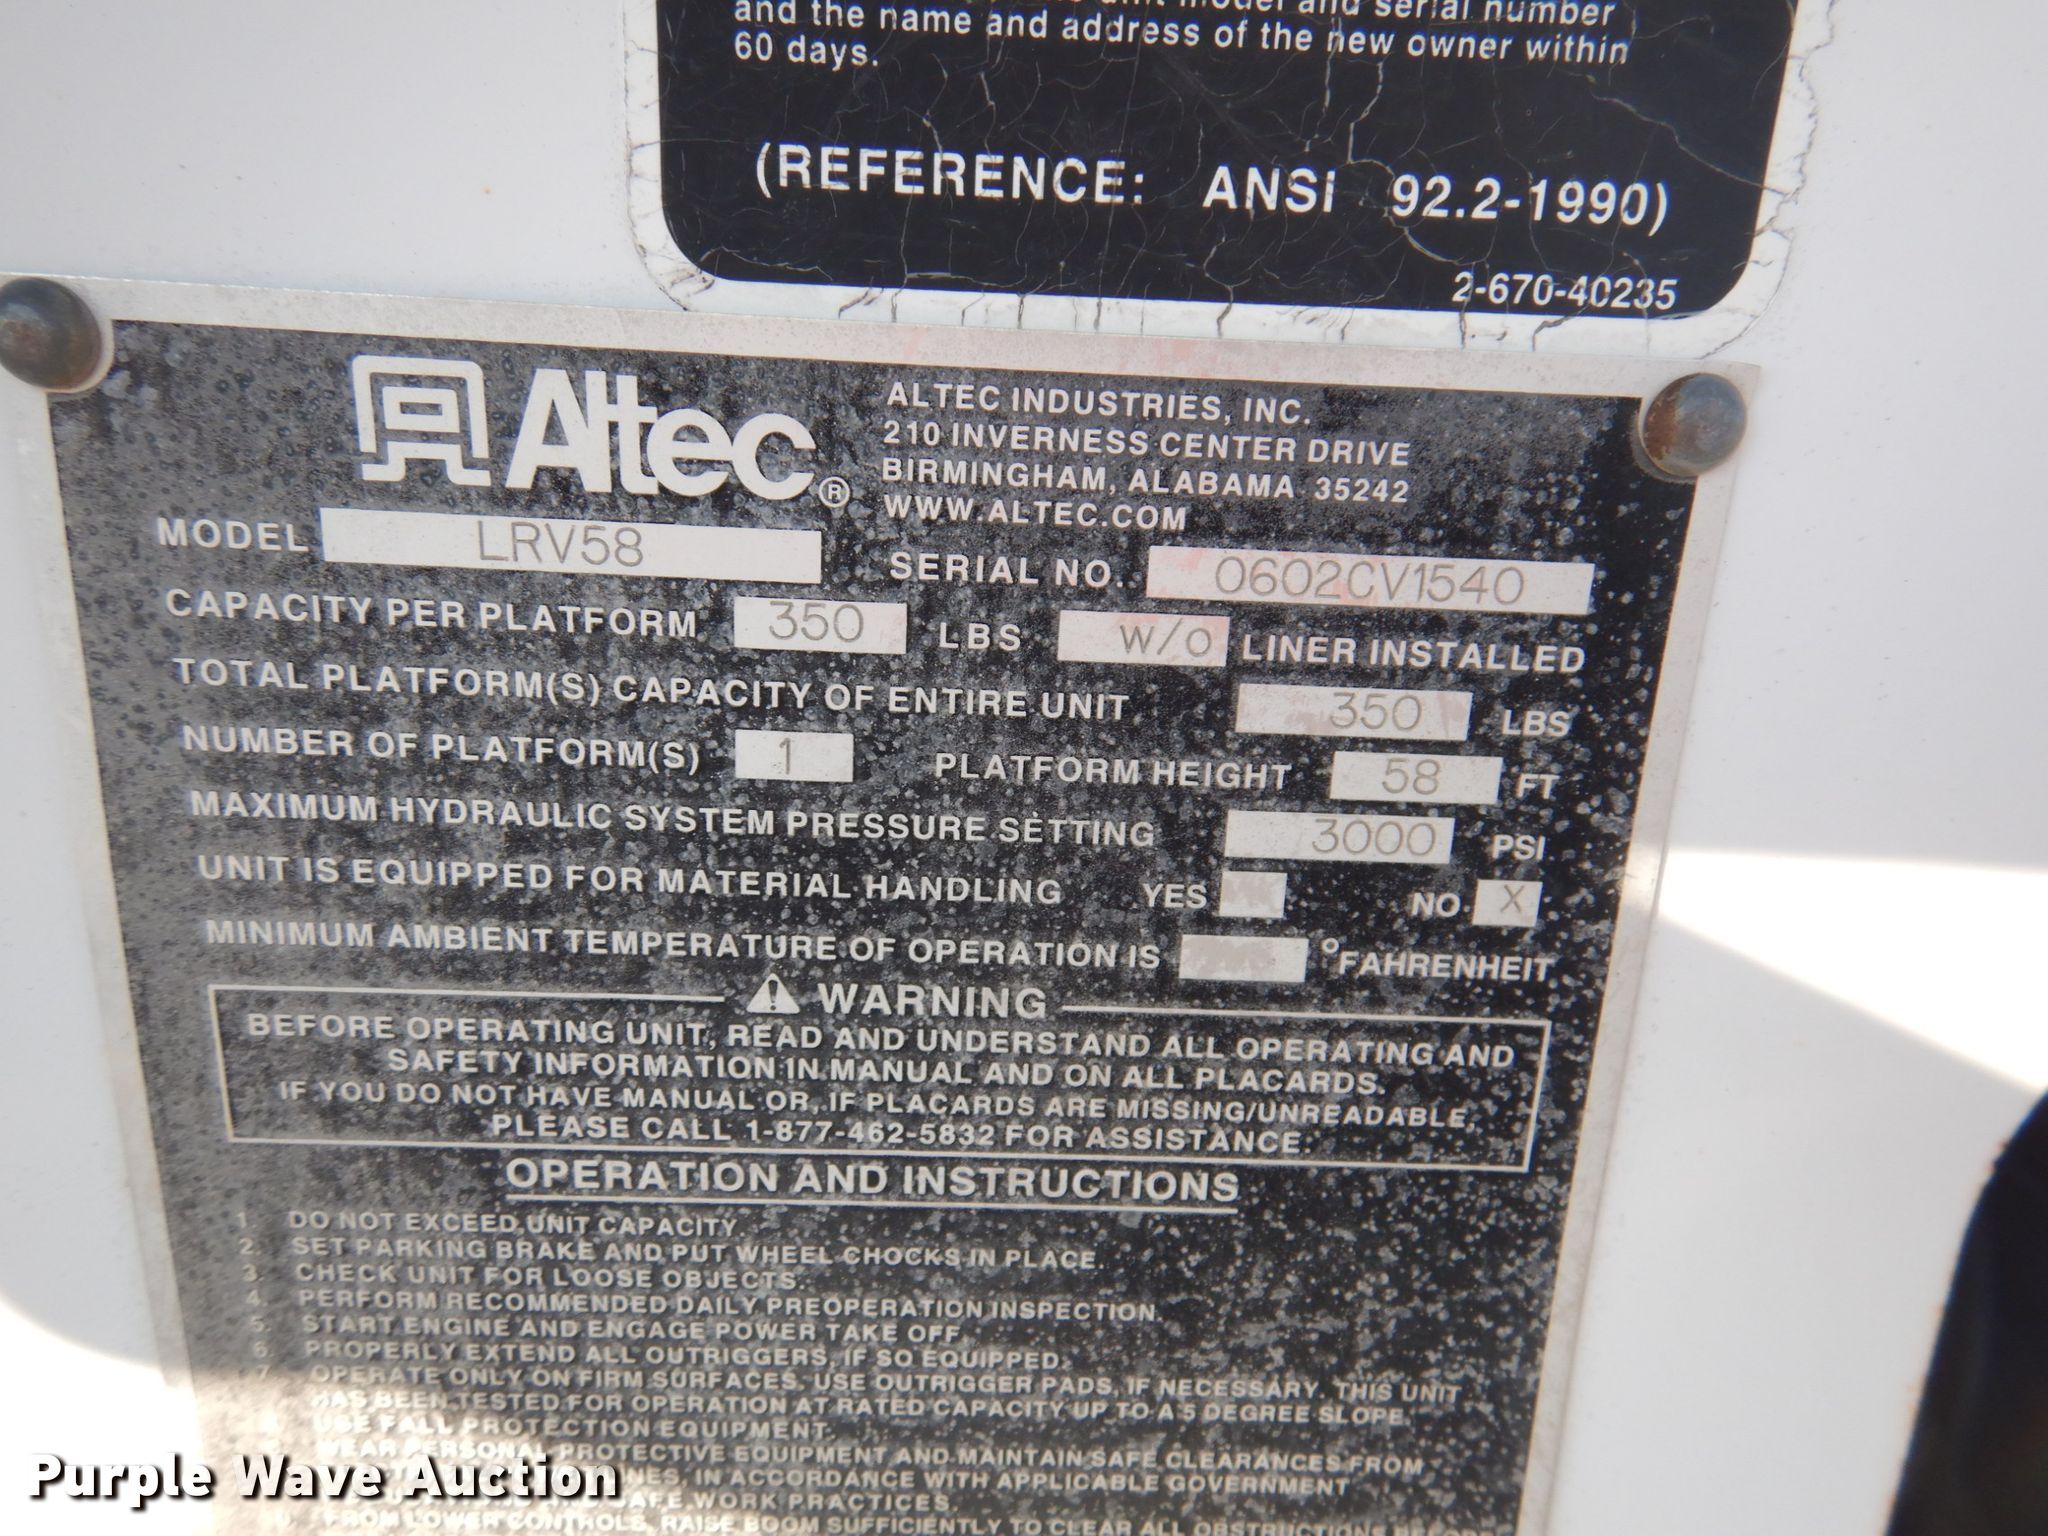 and serial number
and the name and address of the new owner within
60 days.
(REFERENCE: ANSI 92.2-1990)
2-670-40235
Altec®
ALTEC INDUSTRIES, INC.
210 INVERNESS CENTER DRIVE
BIRMINGHAM, ALABAMA 35242
WWW.ALTEC.COM
MODEL LRV58 SERIAL NO. 0602CV1540
CAPACITY PER PLATFORM 350 LBS W/O LINER INSTALLED
TOTAL PLATFORM(S) CAPACITY OF ENTIRE UNIT 350 LBS
NUMBER OF PLATFORM(S) 1 PLATFORM HEIGHT 58 FT
MAXIMUM HYDRAULIC SYSTEM PRESSURE SETTING 3000 PSI
UNIT IS EQUIPPED FOR MATERIAL HANDLING YES NO X
MINIMUM AMBIENT TEMPERATURE OF OPERATION IS °FAHRENHEIT
WARNING
BEFORE OPERATING UNIT, READ AND UNDERSTAND ALL OPERATING AND
SAFETY INFORMATION IN MANUAL AND ON ALL PLACARDS.
IF YOU DO NOT HAVE MANUAL OR, IF PLACARDS ARE MISSING/UNREADABLE,
PLEASE CALL 1-877-462-5832 FOR ASSISTANCE.
OPERATION AND INSTRUCTIONS
1. DO NOT EXCEED UNIT CAPACITY.
2. SET PARKING BRAKE AND PUT WHEEL CHOCKS IN PLACE.
3. CHECK UNIT FOR LOOSE OBJECTS.
4. PERFORM RECOMMENDED DAILY PREOPERATION INSPECTION.
5. START ENGINE AND ENGAGE POWER TAKE OFF.
6. PROPERLY EXTEND ALL OUTRIGGERS, IF SO EQUIPPED.
7. OPERATE ONLY ON FIRM SURFACES. USE OUTRIGGER PADS, IF NECESSARY. THIS UNIT
HAS BEEN TESTED FOR OPERATION AT RATED CAPACITY UP TO A 5 DEGREE SLOPE.
8. USE FALL PROTECTION EQUIPMENT.
WEAR PERSONAL PROTECTIVE EQUIPMENT AND MAINTAIN SAFE CLEARANCES FROM
IN ACCORDANCE WITH APPLICABLE GOVERNMENT
SAFE WORK PRACTICES.
FROM LOWER CONTROLS, RAISE BOOM SUFFICIENTLY TO CLEAR ALL OBSTRUCTIONS BEFORE
Purple Wave Auction